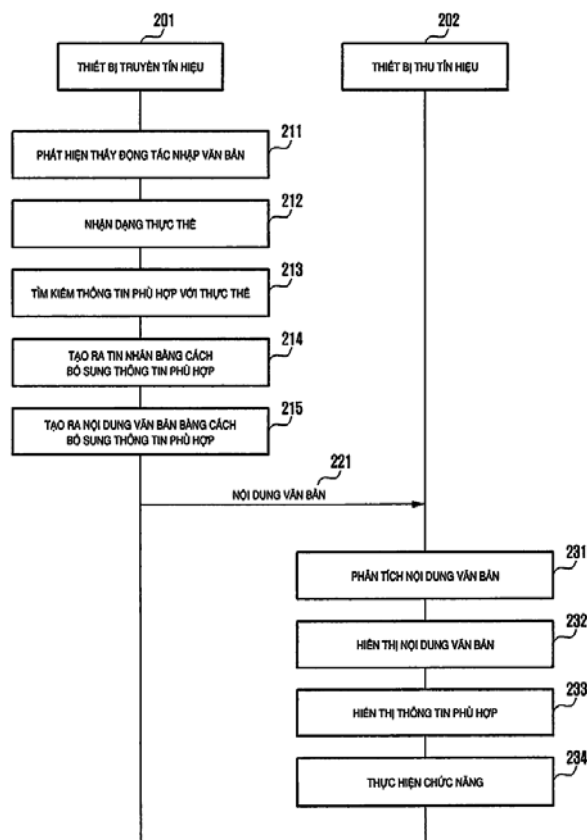 201
202
THIẾT BỊ TRUYỀN TÍN HIỆU
THIẾT BỊ THU TÍN HIỆU
211
PHÁT HIỆN THẤY ĐỘNG TÁC NHẬP VĂN BẢN
212
NHẬN DẠNG THỰC THỂ
213
TÌM KIẾM THÔNG TIN PHÙ HỢP VỚI THỰC THỂ
214
TẠO RA TIN NHẮN BẰNG CÁCH
BỔ SUNG THÔNG TIN PHÙ HỢP
215
TẠO RA NỘI DUNG VĂN BẢN BẰNG CÁCH
BỔ SUNG THÔNG TIN PHÙ HỢP
221
NỘI DUNG VĂN BẢN
231
PHÂN TÍCH NỘI DUNG VĂN BẢN
232
HIỂN THỊ NỘI DUNG VĂN BẢN
233
HIỂN THỊ THÔNG TIN PHÙ HỢP
234
THỰC HIỆN CHỨC NĂNG